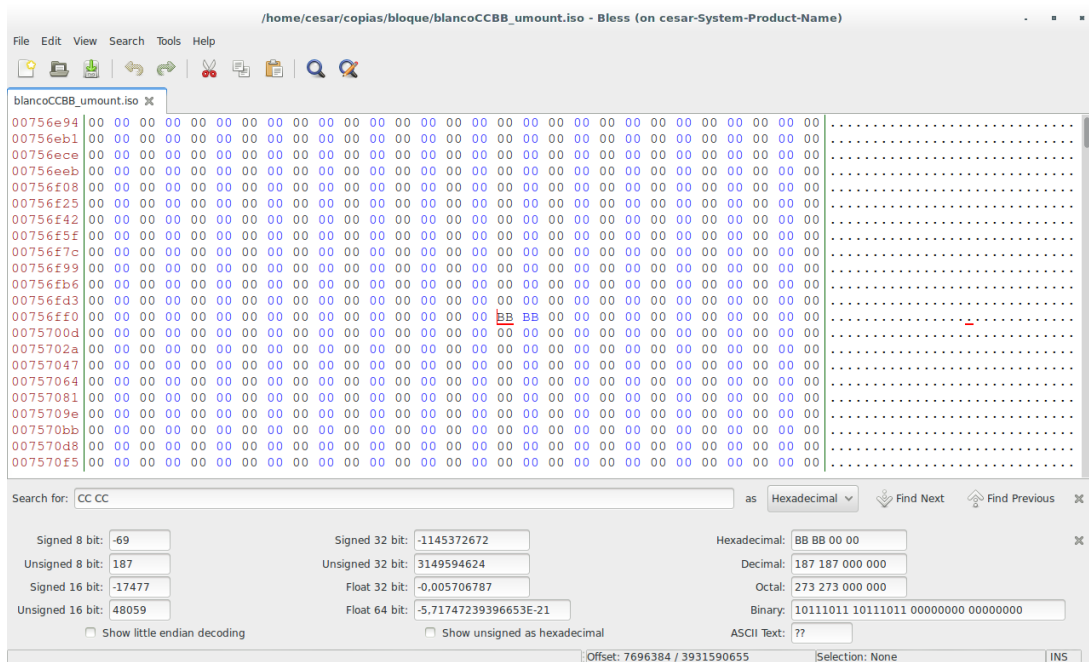 /home/cesar/copias/bloque/blancoCCBB_umount.iso - Bless (on cesar-System-Product-Name)
File Edit View Search Tools Help
blancoCCBB_umount.iso
00756e94 00 00 00 00 00 00 00 00 00 00 00 00 00 00 00 00 00 00 00 00 00 00 00 00 00 00 00 00 00 .............................
00756eb1 00 00 00 00 00 00 00 00 00 00 00 00 00 00 00 00 00 00 00 00 00 00 00 00 00 00 00 00 00 .............................
00756ece 00 00 00 00 00 00 00 00 00 00 00 00 00 00 00 00 00 00 00 00 00 00 00 00 00 00 00 00 00 .............................
00756eeb 00 00 00 00 00 00 00 00 00 00 00 00 00 00 00 00 00 00 00 00 00 00 00 00 00 00 00 00 00 .............................
00756f08 00 00 00 00 00 00 00 00 00 00 00 00 00 00 00 00 00 00 00 00 00 00 00 00 00 00 00 00 00 .............................
00756f25 00 00 00 00 00 00 00 00 00 00 00 00 00 00 00 00 00 00 00 00 00 00 00 00 00 00 00 00 00 .............................
00756f42 00 00 00 00 00 00 00 00 00 00 00 00 00 00 00 00 00 00 00 00 00 00 00 00 00 00 00 00 00 .............................
00756f5f 00 00 00 00 00 00 00 00 00 00 00 00 00 00 00 00 00 00 00 00 00 00 00 00 00 00 00 00 00 .............................
00756f7c 00 00 00 00 00 00 00 00 00 00 00 00 00 00 00 00 00 00 00 00 00 00 00 00 00 00 00 00 00 .............................
00756f99 00 00 00 00 00 00 00 00 00 00 00 00 00 00 00 00 00 00 00 00 00 00 00 00 00 00 00 00 00 .............................
00756fb6 00 00 00 00 00 00 00 00 00 00 00 00 00 00 00 00 00 00 00 00 00 00 00 00 00 00 00 00 00 .............................
00756fd3 00 00 00 00 00 00 00 00 00 00 00 00 00 00 00 00 00 00 00 00 00 00 00 00 00 00 00 00 00 .............................
00756ff0 00 00 00 00 00 00 00 00 00 00 00 00 00 00 00 00 BB BB 00 00 00 00 00 00 00 00 00 00 00 .............................
0075700d 00 00 00 00 00 00 00 00 00 00 00 00 00 00 00 00 00 00 00 00 00 00 00 00 00 00 00 00 00 .............................
0075702a 00 00 00 00 00 00 00 00 00 00 00 00 00 00 00 00 00 00 00 00 00 00 00 00 00 00 00 00 00 .............................
00757047 00 00 00 00 00 00 00 00 00 00 00 00 00 00 00 00 00 00 00 00 00 00 00 00 00 00 00 00 00 .............................
00757064 00 00 00 00 00 00 00 00 00 00 00 00 00 00 00 00 00 00 00 00 00 00 00 00 00 00 00 00 00 .............................
00757081 00 00 00 00 00 00 00 00 00 00 00 00 00 00 00 00 00 00 00 00 00 00 00 00 00 00 00 00 00 .............................
0075709e 00 00 00 00 00 00 00 00 00 00 00 00 00 00 00 00 00 00 00 00 00 00 00 00 00 00 00 00 00 .............................
007570bb 00 00 00 00 00 00 00 00 00 00 00 00 00 00 00 00 00 00 00 00 00 00 00 00 00 00 00 00 00 .............................
007570d8 00 00 00 00 00 00 00 00 00 00 00 00 00 00 00 00 00 00 00 00 00 00 00 00 00 00 00 00 00 .............................
007570f5 00 00 00 00 00 00 00 00 00 00 00 00 00 00 00 00 00 00 00 00 00 00 00 00 00 00 00 00 00 .............................
Search for: CC CC as Hexadecimal Find Next Find Previous
Signed 8 bit: -69 Signed 32 bit: -1145372672 Hexadecimal: BB BB 00 00
Unsigned 8 bit: 187 Unsigned 32 bit: 3149594624 Decimal: 187 187 000 000
Signed 16 bit: -17477 Float 32 bit: -0,005706787 Octal: 273 273 000 000
Unsigned 16 bit: 48059 Float 64 bit: -5,71747239396653E-21 Binary: 10111011 10111011 00000000 00000000
Show little endian decoding Show unsigned as hexadecimal ASCII Text: ??
Offset: 7696384 / 3931590655 Selection: None INS